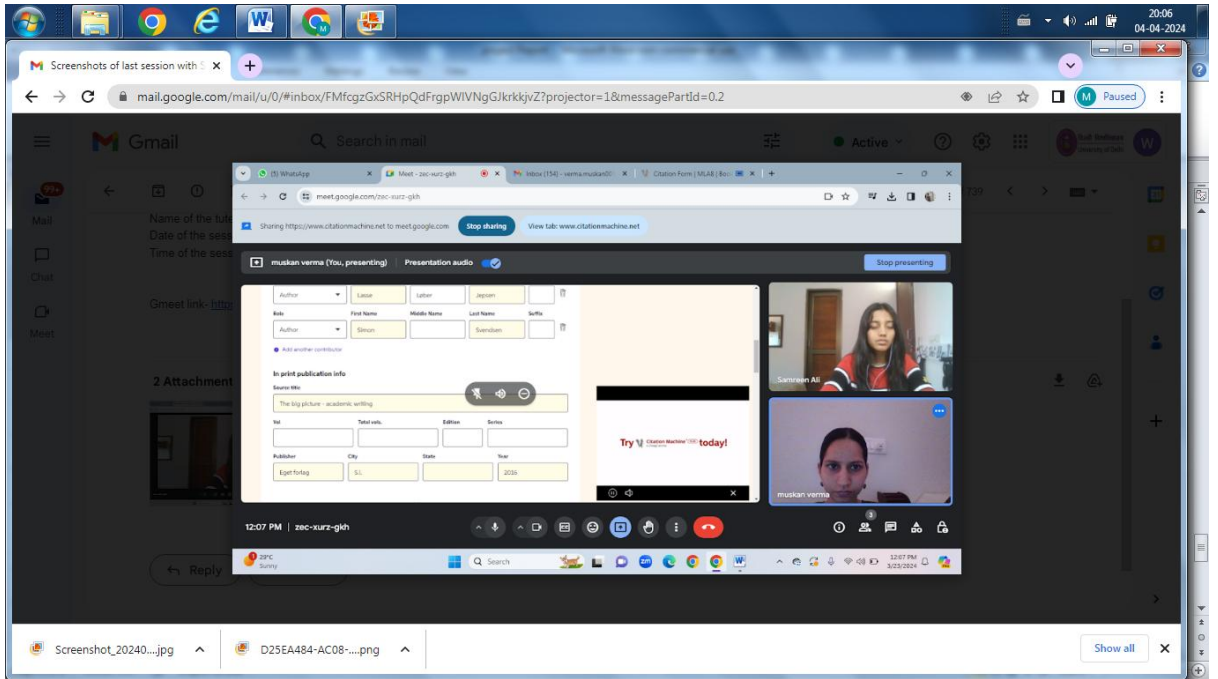 20:06
04-04-2024
Screenshots of last session with S
mail.google.com/mail/u/0/#inbox/FMfcgzGxSRHpQdFrgpWlVNgGJkrkkjvZ?projector=1&messagePartId=0.2
M Paused
Gmail
Search in mail
Active
W
99+
Mail
Chat
Meet
Name of the tute
Date of the sess
Time of the sess
Gmeet link- http
2 Attachment
Reply
739
(1) WhatsApp
Meet - zec-xurz-gkh
Citation Form | MLA8 |
meet.google.com/zec-xurz-gkh
Sharing https://www.citationmachine.net to meet.google.com
Stop sharing
View tab: www.citationmachine.net
muskan verma (You, presenting)
Presentation audio
Stop presenting
Author
Lasse
Jepsen
Role
First Name
Middle Name
Last Name
Suffix
Author
Simon
Svendsen
Add another contributor
In print publication info
Source title
The big picture - academic writing
Vol
Total vols.
Edition
Series
Publisher
City
State
Year
Eget forlag
S.l.
2016
Try Citation Machine today!
Samreen Ali
muskan verma
12:07 PM | zec-xurz-gkh
3
29°C
Sunny
Search
12:07 PM
3/23/2024
Screenshot_20240....jpg
D25EA484-AC08-....png
Show all